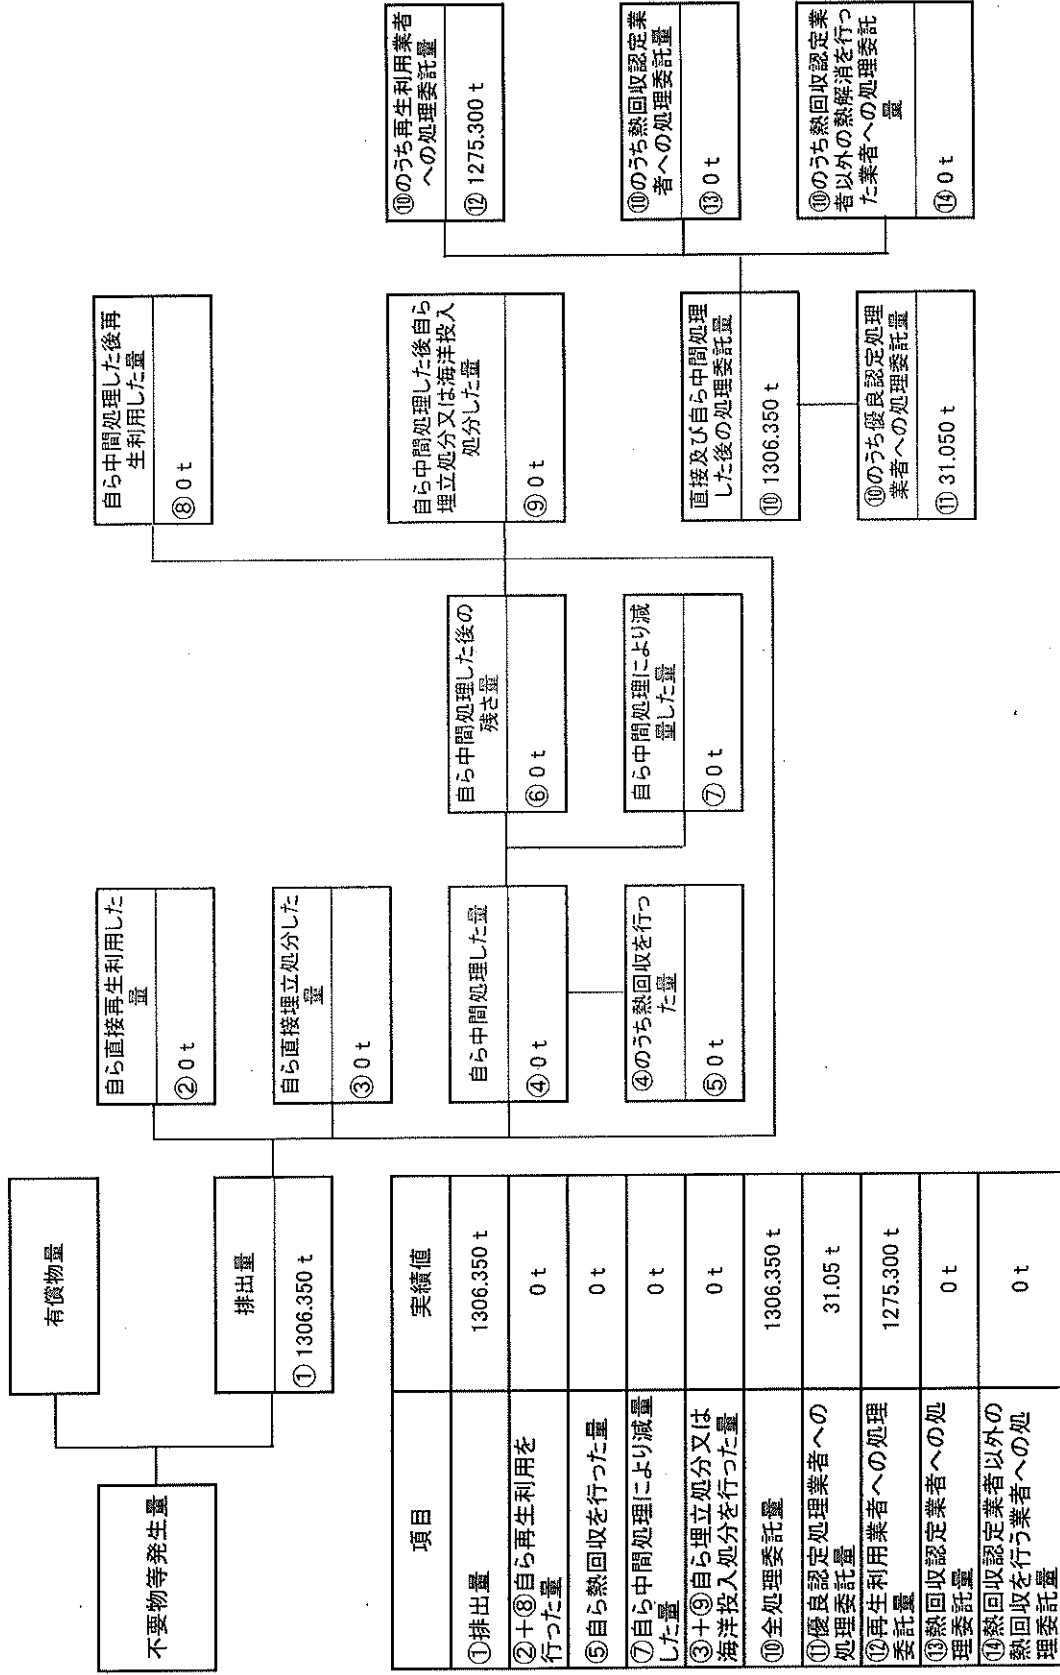 不要物等発生量
有償物量
排出量
① 1306.350 t
自ら直接再生利用した
量
② 0 t
自ら直接埋立処分した
量
③ 0 t
自ら中間処理した量
④ 0 t
④のうち熱回収を行っ
た量
⑤ 0 t
自ら中間処理した後の
残さ量
⑥ 0 t
自ら中間処理により減
量した量
⑦ 0 t
自ら中間処理した後再
生利用した量
⑧ 0 t
自ら中間処理した後自ら
埋立処分又は海洋投入
処分した量
⑨ 0 t
直接及び自ら中間処理
した後の処理委託量
⑩ 1306.350 t
⑩のうち優良認定処理
業者への処理委託量
⑪ 31.050 t
⑩のうち再生利用業者
への処理委託量
⑫ 1275.300 t
⑩のうち熱回収認定業
者への処理委託量
⑬ 0 t
⑩のうち熱回収認定業
者以外の熱解消を行っ
た業者への処理委託
量
⑭ 0 t
項目 実績値
①排出量 1306.350 t
②+⑧自ら再生利用を
行った量 0 t
⑤自ら熱回収を行った量 0 t
⑦自ら中間処理により減量
した量 0 t
③+⑨自ら埋立処分又は
海洋投入処分を行った量 0 t
⑩全処理委託量 1306.350 t
⑪優良認定処理業者への
処理委託量 31.05 t
⑫再生利用業者への処理
委託量 1275.300 t
⑬熱回収認定業者への処
理委託量 0 t
⑭熱回収認定業者以外の
熱回収を行う業者への処
理委託量 0 t